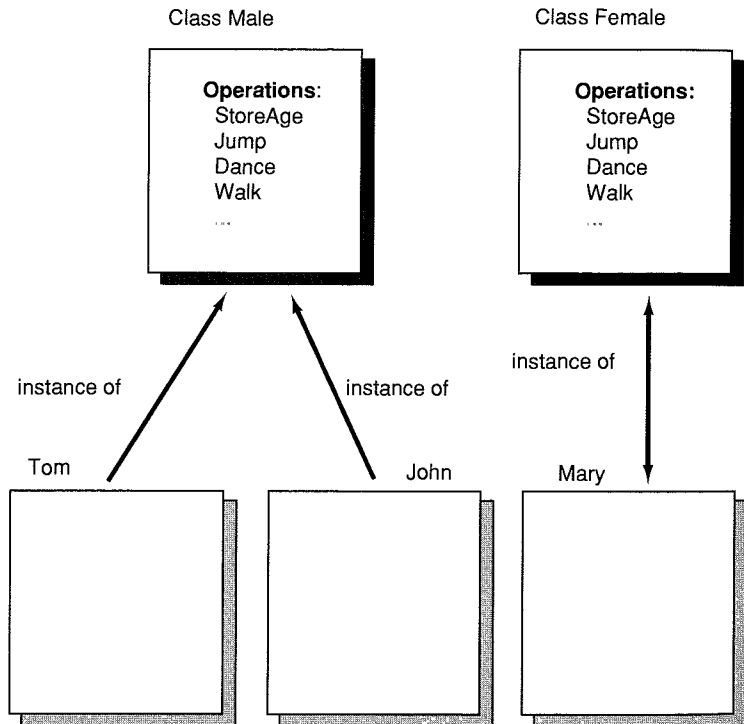 Class Male
Operations:
StoreAge
Jump
Dance
Walk
...
Class Female
Operations:
StoreAge
Jump
Dance
Walk
...
instance of
instance of
instance of
Tom
John
Mary